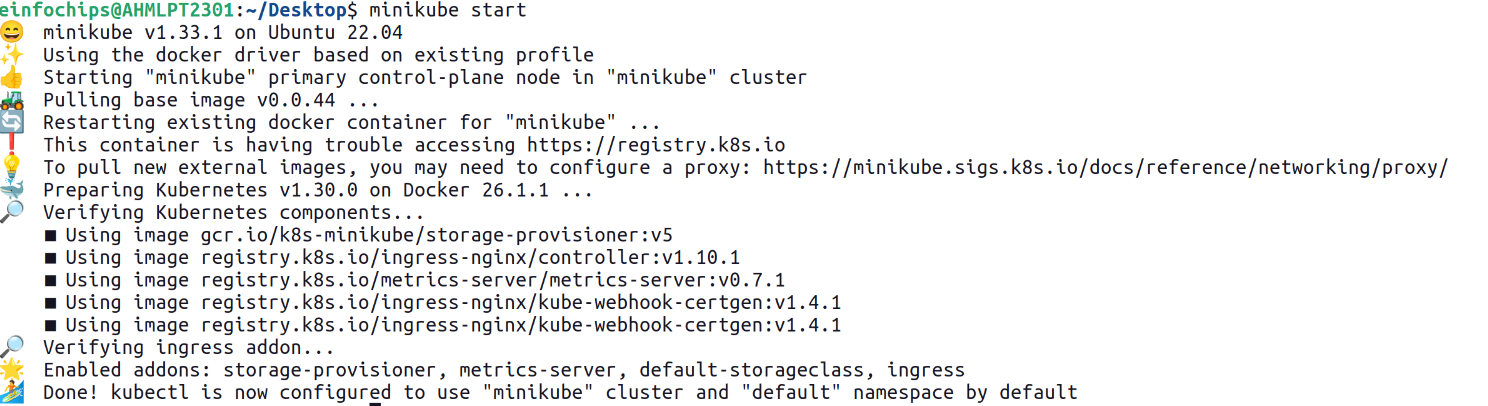 einfochips@AHMLPT2301:~/Desktop$ minikube start
😄 minikube v1.33.1 on Ubuntu 22.04
✨ Using the docker driver based on existing profile
👍 Starting "minikube" primary control-plane node in "minikube" cluster
🚜 Pulling base image v0.0.44 ...
🔄 Restarting existing docker container for "minikube" ...
❗ This container is having trouble accessing https://registry.k8s.io
💡 To pull new external images, you may need to configure a proxy: https://minikube.sigs.k8s.io/docs/reference/networking/proxy/
🐳 Preparing Kubernetes v1.30.0 on Docker 26.1.1 ...
🔎 Verifying Kubernetes components...
■ Using image gcr.io/k8s-minikube/storage-provisioner:v5
■ Using image registry.k8s.io/ingress-nginx/controller:v1.10.1
■ Using image registry.k8s.io/metrics-server/metrics-server:v0.7.1
■ Using image registry.k8s.io/ingress-nginx/kube-webhook-certgen:v1.4.1
■ Using image registry.k8s.io/ingress-nginx/kube-webhook-certgen:v1.4.1
🔎 Verifying ingress addon...
🌟 Enabled addons: storage-provisioner, metrics-server, default-storageclass, ingress
🏄 Done! kubectl is now configured to use "minikube" cluster and "default" namespace by default